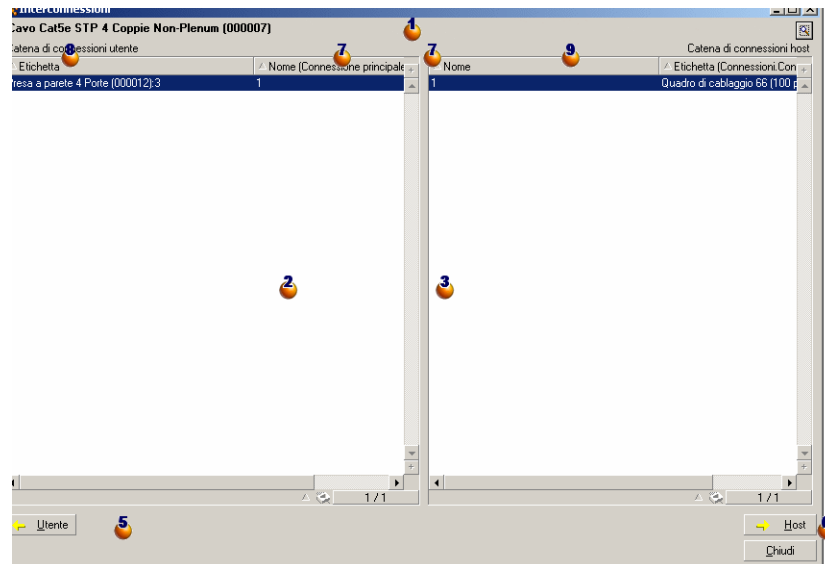 Interconnessioni
Cavo Cat5e STP 4 Coppie Non-Plenum (000007)
1
Catena di connessioni utente
Catena di connessioni host
8
7
7
9
Etichetta
Nome (Connessione principale
Nome
Etichetta (Connessioni.Con
Presa a parete 4 Porte (000012):3
1
1
Quadro di cablaggio 66 (100 p
2
3
1 / 1
1 / 1
Utente
5
Host
6
Chiudi